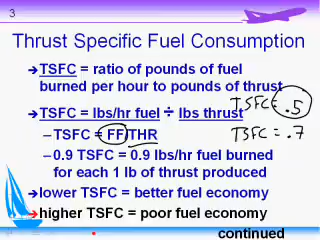 3
Thrust Specific Fuel Consumption
➔TSFC = ratio of pounds of fuel
burned per hour to pounds of thrust
TSFC = .5
➔TSFC = lbs/hr fuel ÷ lbs thrust
–TSFC = FF/THR
TSFC = .7
–0.9 TSFC = 0.9 lbs/hr fuel burned
for each 1 lb of thrust produced
➔lower TSFC = better fuel economy
➔higher TSFC = poor fuel economy
continued